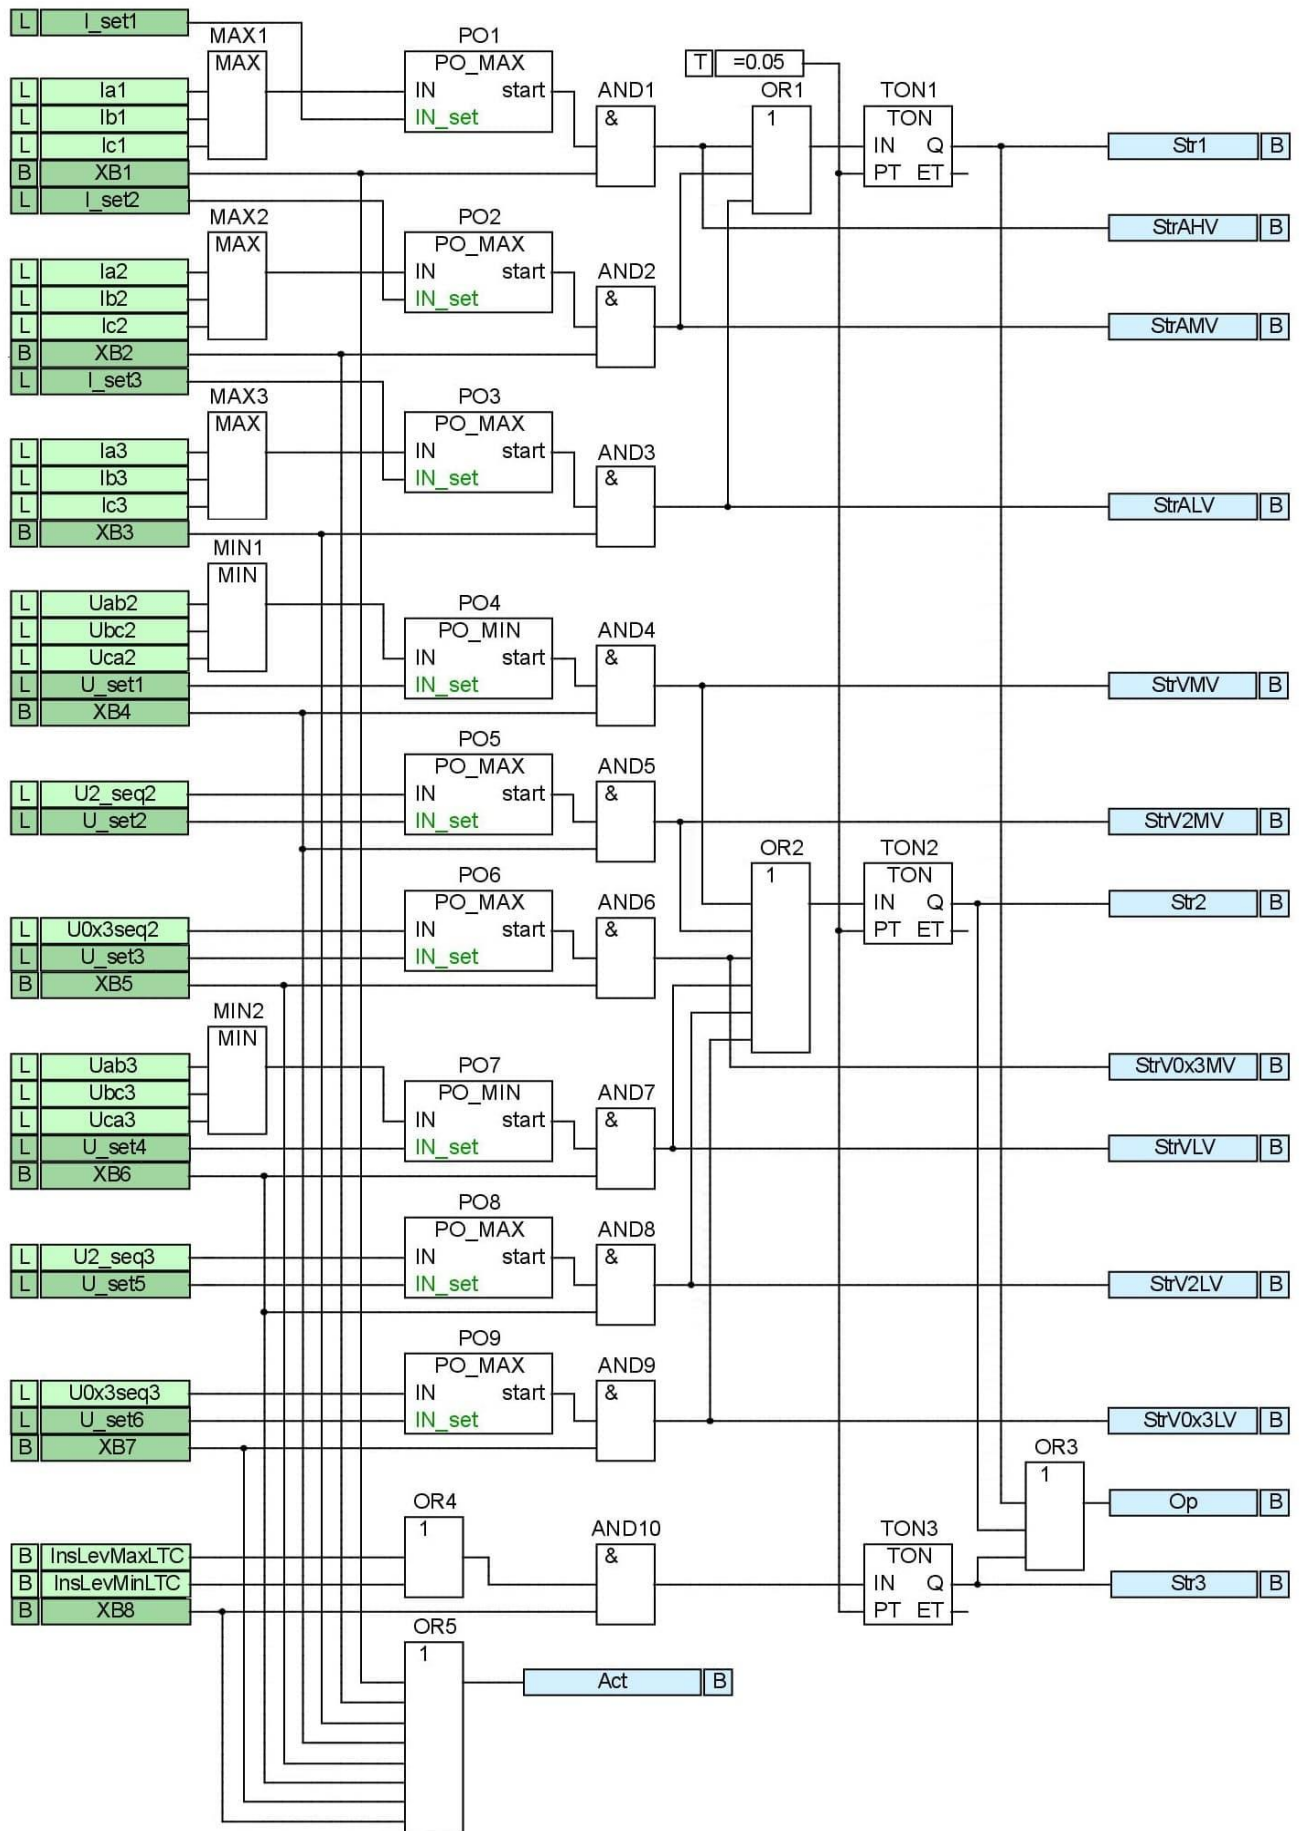 L I_set1
MAX1 PO1
MAX PO_MAX T =0.05
L Ia1 IN start AND1 OR1 TON1
L Ib1 IN_set & 1 TON
L Ic1 IN Q Str1 B
B XB1 PT ET
L I_set2
MAX2 PO2 StrAHV B
MAX PO_MAX
L Ia2 IN start AND2
L Ib2 IN_set &
L Ic2 StrAMV B
B XB2
L I_set3
MAX3 PO3
MAX PO_MAX
L Ia3 IN start AND3
L Ib3 IN_set &
L Ic3 StrALV B
B XB3
MIN1
MIN
L Uab2 PO4
L Ubc2 PO_MIN AND4
L Uca2 IN start &
L U_set1 IN_set StrVMV B
B XB4
PO5
PO_MAX AND5
L U2_seq2 IN start &
L U_set2 IN_set StrV2MV B
OR2 TON2
PO6 1 TON
PO_MAX AND6 IN Q Str2 B
L U0x3seq2 IN start & PT ET
L U_set3 IN_set
B XB5
MIN2
MIN
L Uab3 PO7 StrV0x3MV B
L Ubc3 PO_MIN AND7
L Uca3 IN start &
L U_set4 IN_set StrVLV B
B XB6
PO8
PO_MAX AND8
L U2_seq3 IN start &
L U_set5 IN_set StrV2LV B
PO9
PO_MAX AND9
L U0x3seq3 IN start &
L U_set6 IN_set StrV0x3LV B
B XB7 OR3
1
OR4 Op B
1 AND10 TON3
B InsLevMaxLTC & TON
B InsLevMinLTC IN Q Str3 B
B XB8 PT ET
OR5
1
Act B